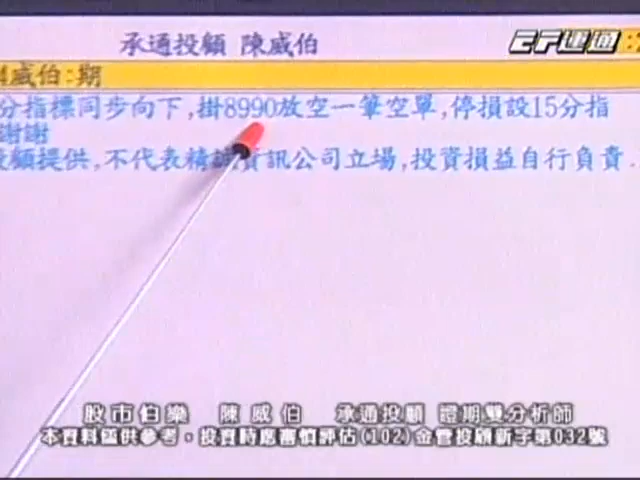 承通投顧 陳威伯
運通
威伯:期
分指標同步向下,掛8990放空一筆空單,停損設15分指
謝謝
投顧提供,不代表精誠資訊公司立場,投資損益自行負責.
股市伯樂 陳威伯 承通投顧 證期雙分析師
本資料僅供參考，投資時應審慎評估(102)金管投顧新字第032號